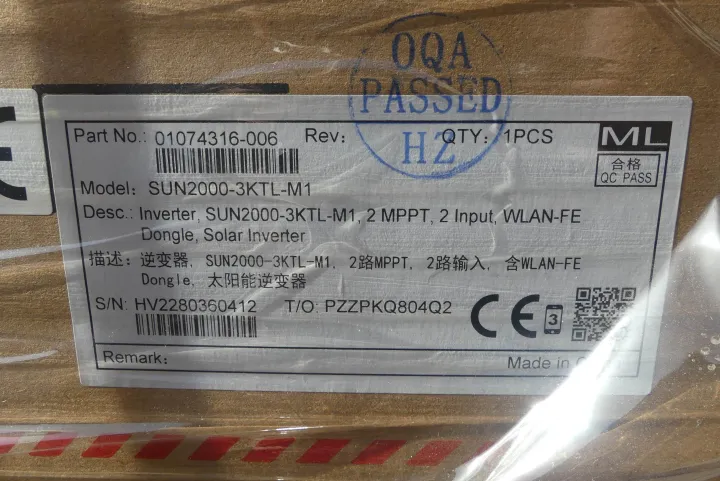 OQA
PASSED
HZ
Part No.: 01074316-006 Rev: QTY: 1PCS
ML
合格
QC PASS
Model: SUN2000-3KTL-M1
Desc.: Inverter, SUN2000-3KTL-M1, 2 MPPT, 2 Input, WLAN-FE
Dongle, Solar Inverter
描述: 逆变器, SUN2000-3KTL-M1, 2路MPPT, 2路输入, 含WLAN-FE
Dongle, 太阳能逆变器
S/N: HV2280360412 T/O: PZZPKQ804Q2
CE
3
Remark:
Made in